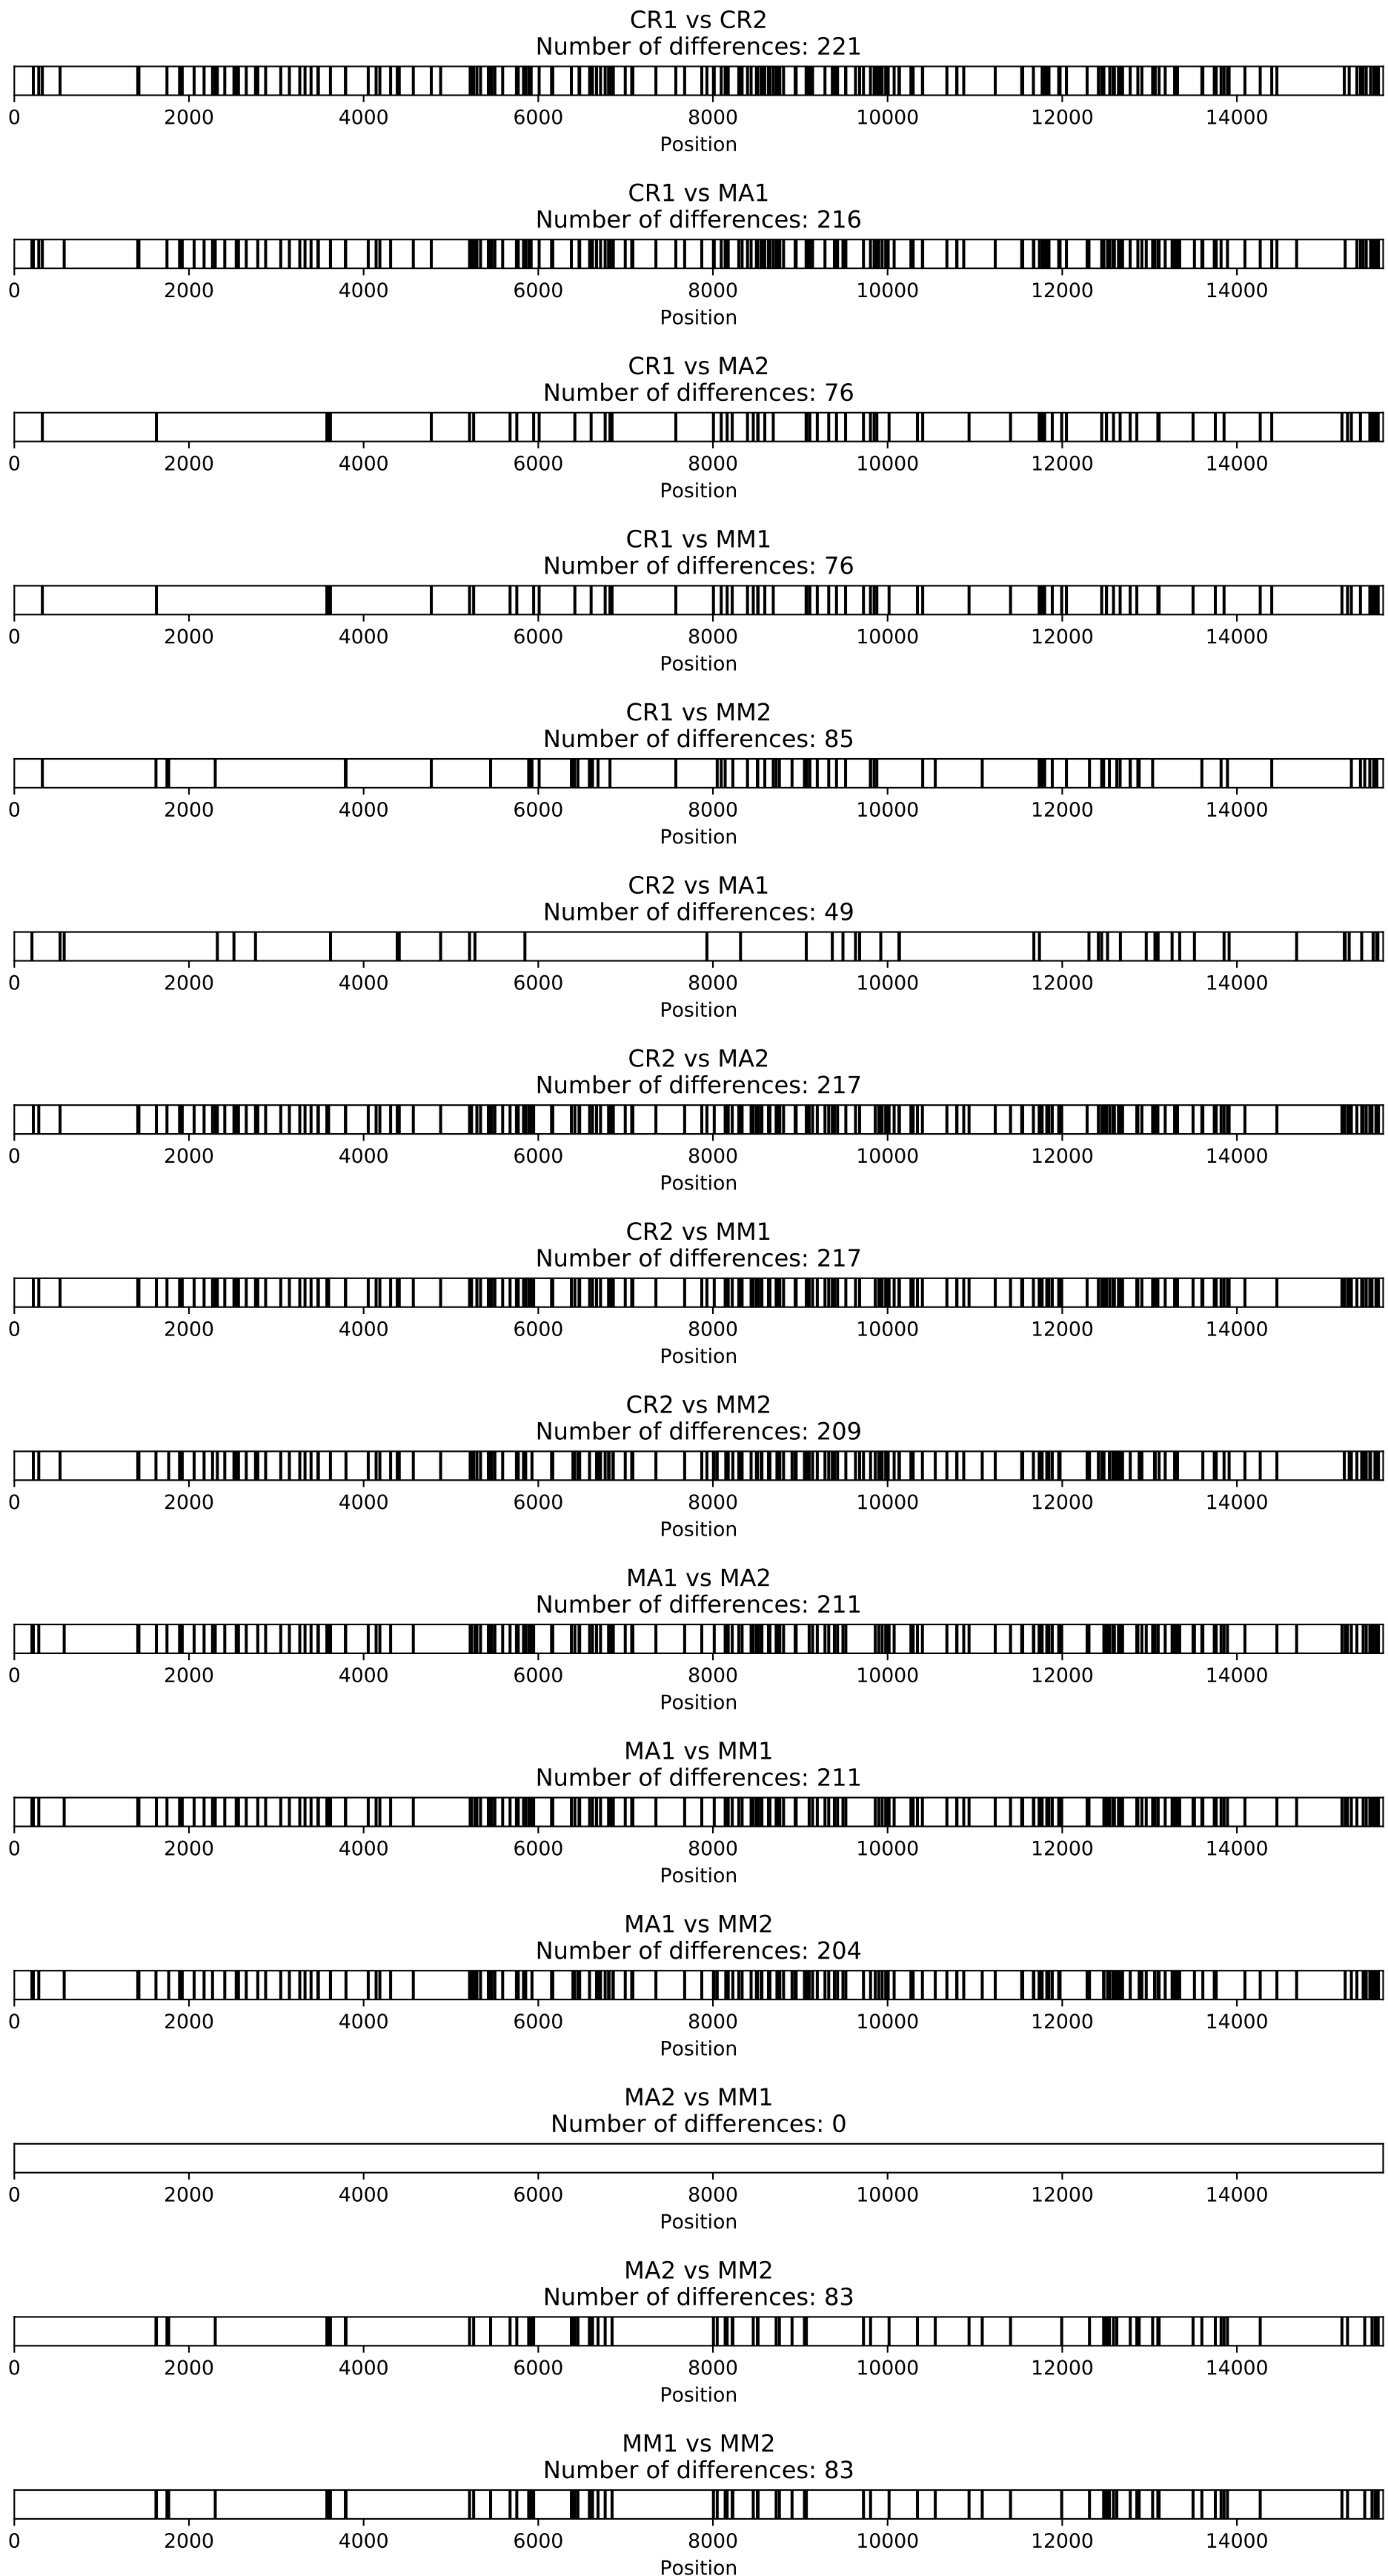 CR1 vs CR2
Number of differences: 221
0 2000 4000 6000 8000 10000 12000 14000
Position
CR1 vs MA1
Number of differences: 216
0 2000 4000 6000 8000 10000 12000 14000
Position
CR1 vs MA2
Number of differences: 76
0 2000 4000 6000 8000 10000 12000 14000
Position
CR1 vs MM1
Number of differences: 76
0 2000 4000 6000 8000 10000 12000 14000
Position
CR1 vs MM2
Number of differences: 85
0 2000 4000 6000 8000 10000 12000 14000
Position
CR2 vs MA1
Number of differences: 49
0 2000 4000 6000 8000 10000 12000 14000
Position
CR2 vs MA2
Number of differences: 217
0 2000 4000 6000 8000 10000 12000 14000
Position
CR2 vs MM1
Number of differences: 217
0 2000 4000 6000 8000 10000 12000 14000
Position
CR2 vs MM2
Number of differences: 209
0 2000 4000 6000 8000 10000 12000 14000
Position
MA1 vs MA2
Number of differences: 211
0 2000 4000 6000 8000 10000 12000 14000
Position
MA1 vs MM1
Number of differences: 211
0 2000 4000 6000 8000 10000 12000 14000
Position
MA1 vs MM2
Number of differences: 204
0 2000 4000 6000 8000 10000 12000 14000
Position
MA2 vs MM1
Number of differences: 0
0 2000 4000 6000 8000 10000 12000 14000
Position
MA2 vs MM2
Number of differences: 83
0 2000 4000 6000 8000 10000 12000 14000
Position
MM1 vs MM2
Number of differences: 83
0 2000 4000 6000 8000 10000 12000 14000
Position